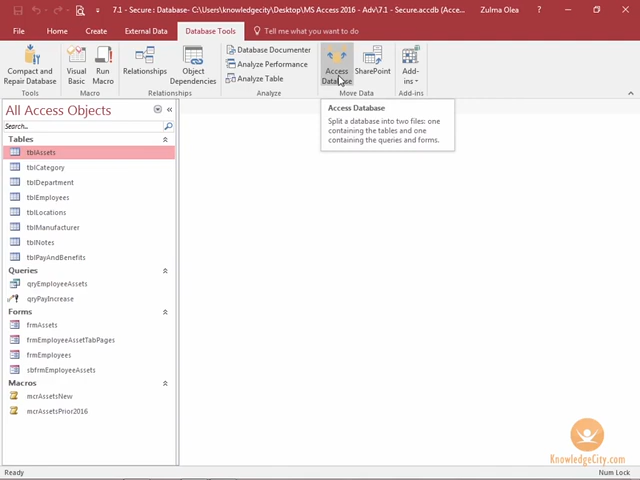 7.1 - Secure : Database- C:\Users\knowledgecity\Desktop\MS Access 2016 - Adv\7.1 - Secure.accdb (Acce... Zulma Olea
File Home Create External Data Database Tools Tell me what you want to do
Compact and Repair Database
Tools
Visual Basic
Run Macro
Macro
Relationships
Object Dependencies
Relationships
Database Documenter
Analyze Performance
Analyze Table
Analyze
Access Database
SharePoint
Move Data
Add-ins
Add-ins
All Access Objects
Search...
Tables
tblAssets
tblCategory
tblDepartment
tblEmployees
tblLocations
tblManufacturer
tblNotes
tblPayAndBenefits
Queries
qryEmployeeAssets
qryPayIncrease
Forms
frmAssets
frmEmployeeAssetTabPages
frmEmployees
sbfrmEmployeeAssets
Macros
mcrAssetsNew
mcrAssetsPrior2016
Access Database
Split a database into two files: one
containing the tables and one
containing the queries and forms.
KnowledgeCity.com
Ready Num Lock